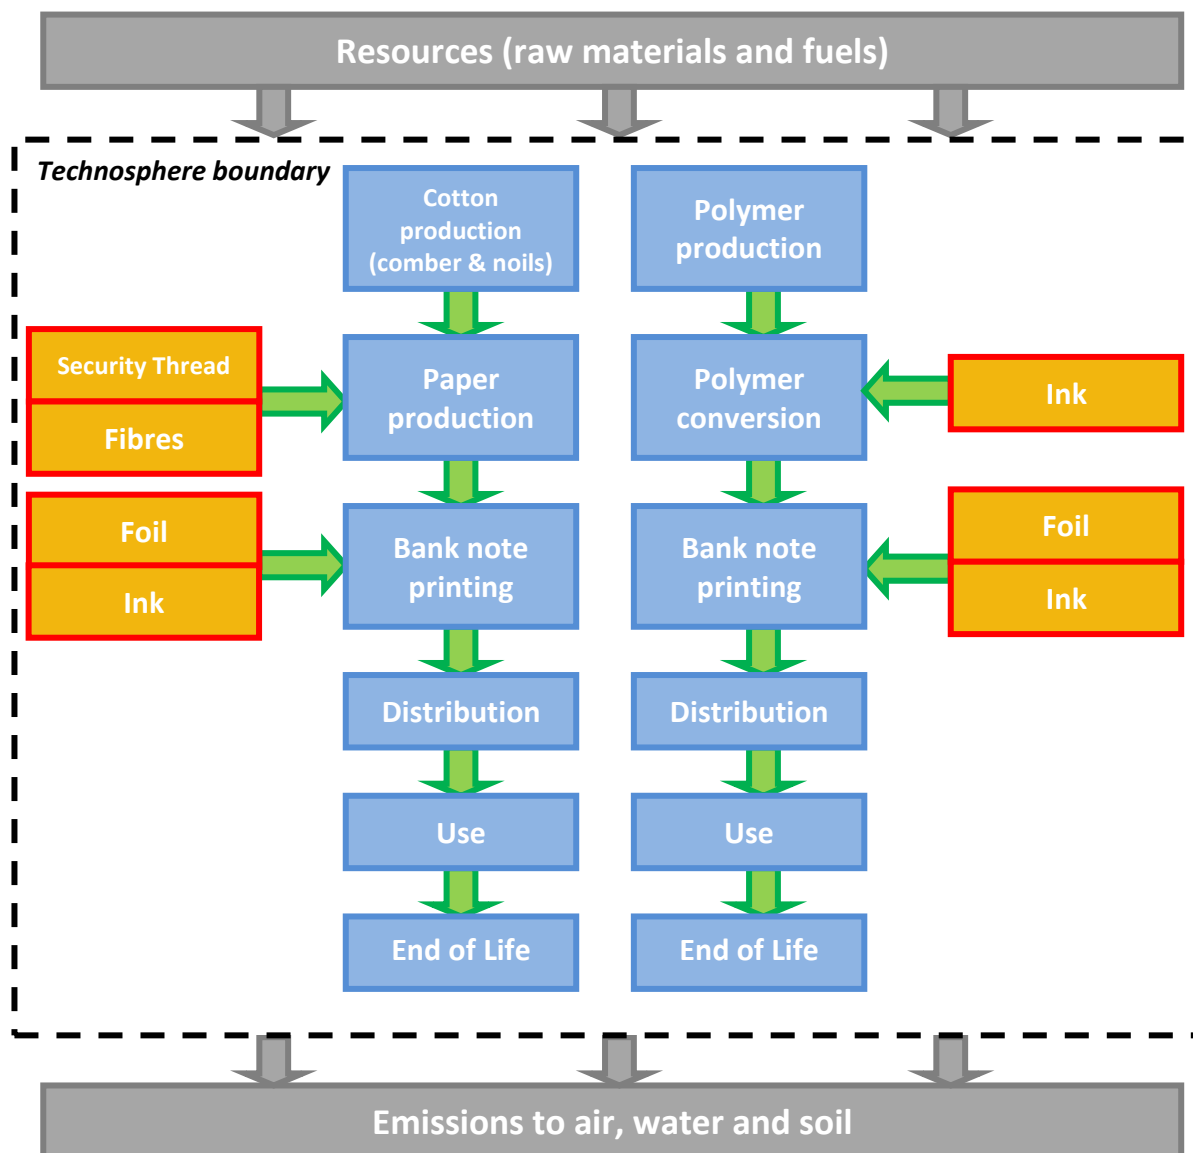 Resources (raw materials and fuels)
Technosphere boundary
Cotton
production
(comber & noils)
Polymer
production
Security Thread
Fibres
Paper
production
Polymer
conversion
Ink
Foil
Ink
Bank note
printing
Bank note
printing
Foil
Ink
Distribution
Distribution
Use
Use
End of Life
End of Life
Emissions to air, water and soil